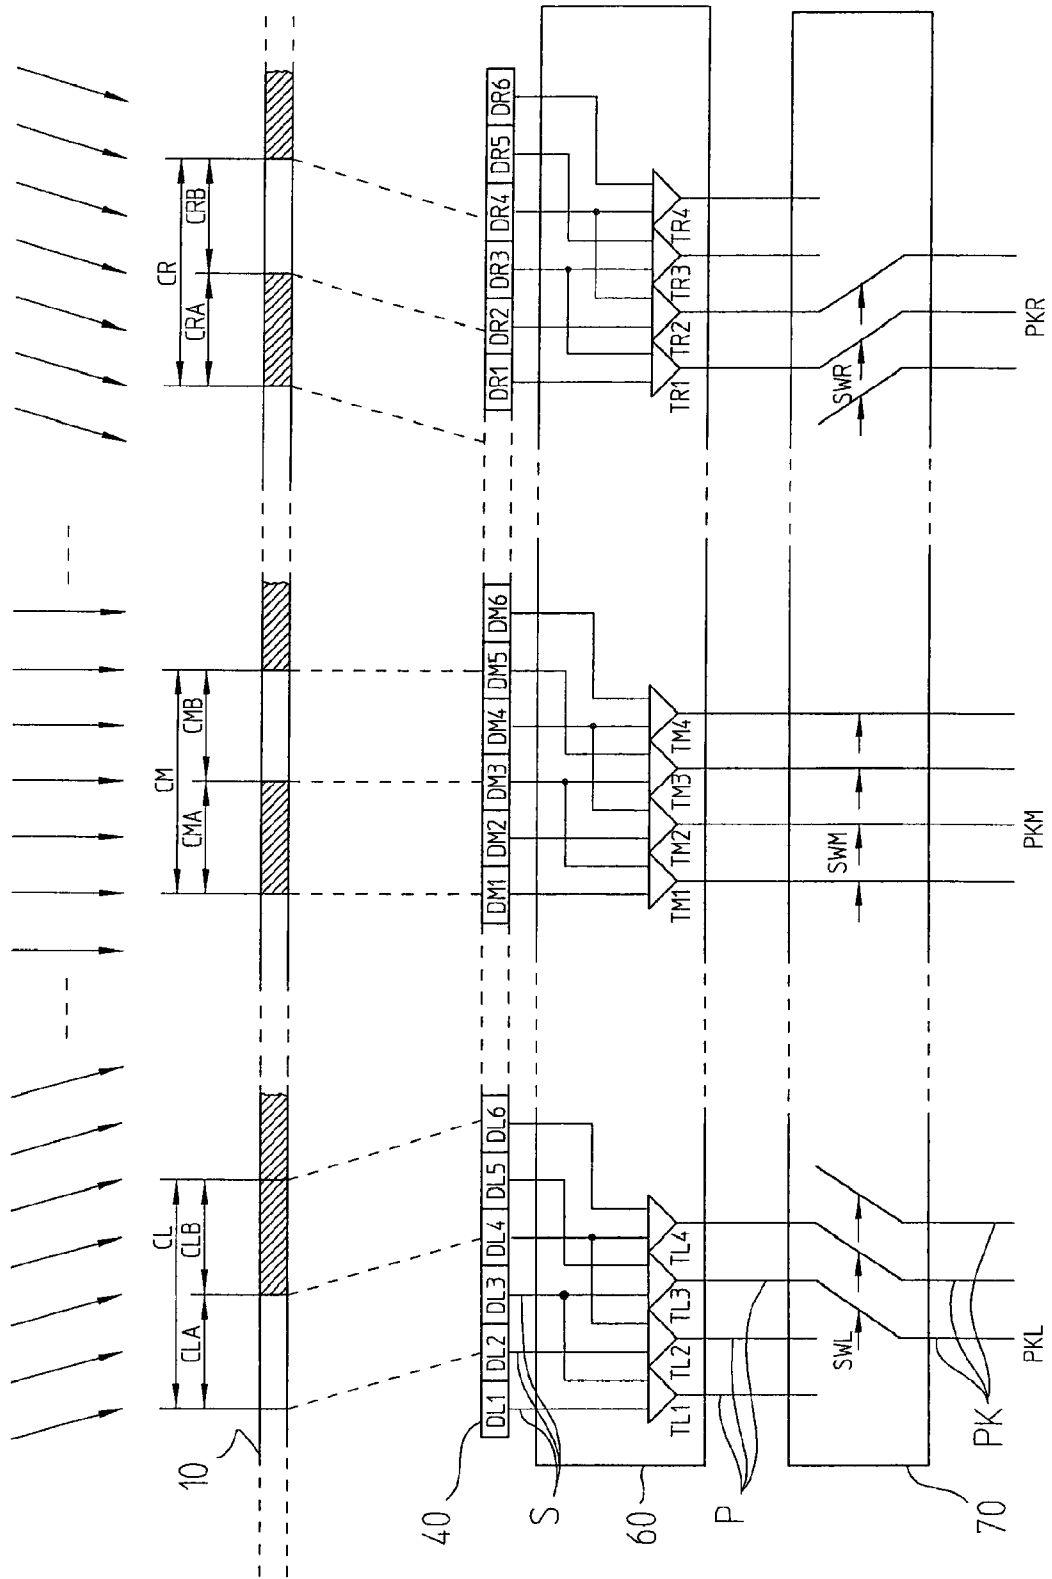 CL
CLA
CLB
CM
CMA
CMB
CR
CRA
CRB
10
40
DL1 DL2 DL3 DL4 DL5 DL6
DM1 DM2 DM3 DM4 DM5 DM6
DR1 DR2 DR3 DR4 DR5 DR6
S
60
TL1 TL2 TL3 TL4
TM1 TM2 TM3 TM4
TR1 TR2 TR3 TR4
P
SWL
SWM
SWR
70
PK
PKL
PKM
PKR